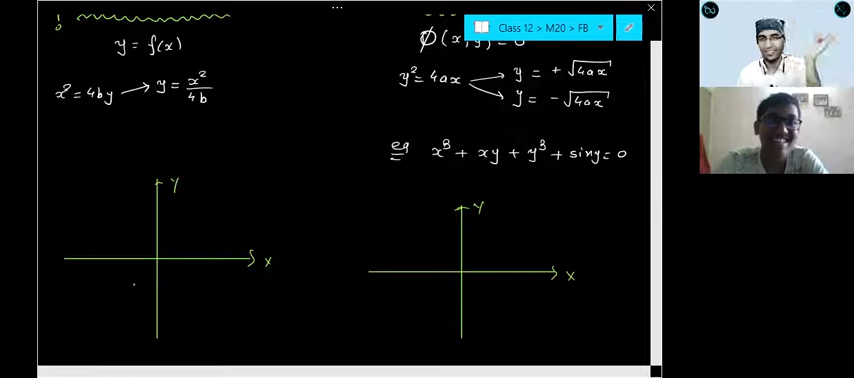 Class 12 > M20 > FB
y = f(x)
ϕ(x, y) = 0
x² = 4by → y = x²/4b
y² = 4ax → y = +√4ax
y = −√4ax
eg x³ + xy + y³ + siny = 0
Y
X
Y
X